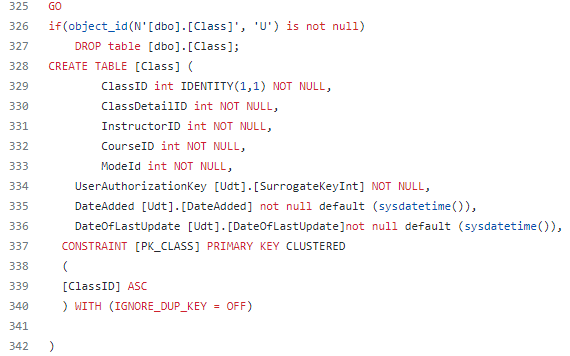 325 GO
326 if(object_id(N'[dbo].[Class]', 'U') is not null)
327 DROP table [dbo].[Class];
328 CREATE TABLE [Class] (
329 ClassID int IDENTITY(1,1) NOT NULL,
330 ClassDetailID int NOT NULL,
331 InstructorID int NOT NULL,
332 CourseID int NOT NULL,
333 ModeId int NOT NULL,
334 UserAuthorizationKey [Udt].[SurrogateKeyInt] NOT NULL,
335 DateAdded [Udt].[DateAdded] not null default (sysdatetime()),
336 DateOfLastUpdate [Udt].[DateOfLastUpdate]not null default (sysdatetime()),
337 CONSTRAINT [PK_CLASS] PRIMARY KEY CLUSTERED
338 (
339 [ClassID] ASC
340 ) WITH (IGNORE_DUP_KEY = OFF)
341
342 )